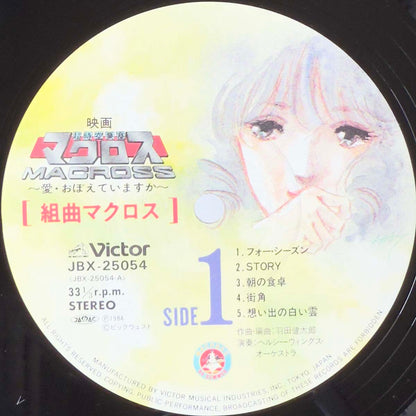 映画
超時空要塞
マクロス
MACROSS
〜愛・おぼえていますか〜
[組曲マクロス]
Victor
JBX-25054
(JBX-25054-A)
33 1/3 r.p.m.
STEREO
JASRAC
Ⓟ1984
Ⓒビックウエスト
SIDE 1
1. フォー・シーズン
2. STORY
3. 朝の食卓
4. 街角
5. 想い出の白い雲
作曲・編曲:羽田健太郎
演奏:ヘルシー・ウィングス・
オーケストラ
MANUFACTURED BY VICTOR MUSICAL INDUSTRIES, INC. TOKYO, JAPAN
ALL RIGHTS RESERVED. COPYING, PUBLIC PERFORMANCE, BROADCASTING OF THESE RECORDS ARE FORBIDDEN